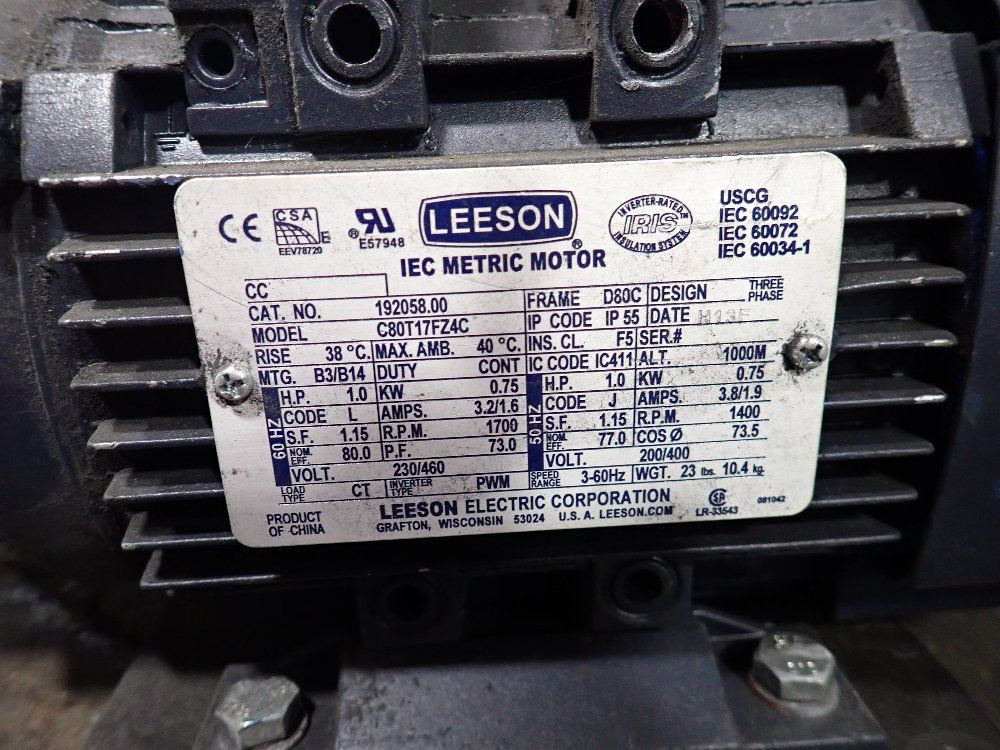 CE
CSA
E
EEV78720
®
RU
E57948
LEESON
®
IEC METRIC MOTOR
INVERTER-RATED™
IRIS
INSULATION SYSTEM
USCG
IEC 60092
IEC 60072
IEC 60034-1
CC
CAT. NO. 192058.00 FRAME D80C DESIGN THREE PHASE
MODEL C80T17FZ4C IP CODE IP 55 DATE
RISE 38 °C. MAX. AMB. 40 °C. INS. CL. F5 SER.#
MTG. B3/B14 DUTY CONT IC CODE IC411 ALT. 1000M
60 HZ
H.P. 1.0 KW 0.75
CODE L AMPS. 3.2/1.6
S.F. 1.15 R.P.M. 1700
NOM. EFF. 80.0 P.F. 73.0
VOLT. 230/460
50 HZ
H.P. 1.0 KW 0.75
CODE J AMPS. 3.8/1.9
S.F. 1.15 R.P.M. 1400
NOM. EFF. 77.0 COS Ø 73.5
VOLT. 200/400
LOAD TYPE CT INVERTER TYPE PWM SPEED RANGE 3-60Hz WGT. 23 lbs. 10.4 kg.
PRODUCT OF CHINA
LEESON ELECTRIC CORPORATION
GRAFTON, WISCONSIN 53024 U.S.A. LEESON.COM
LR-33543
081042